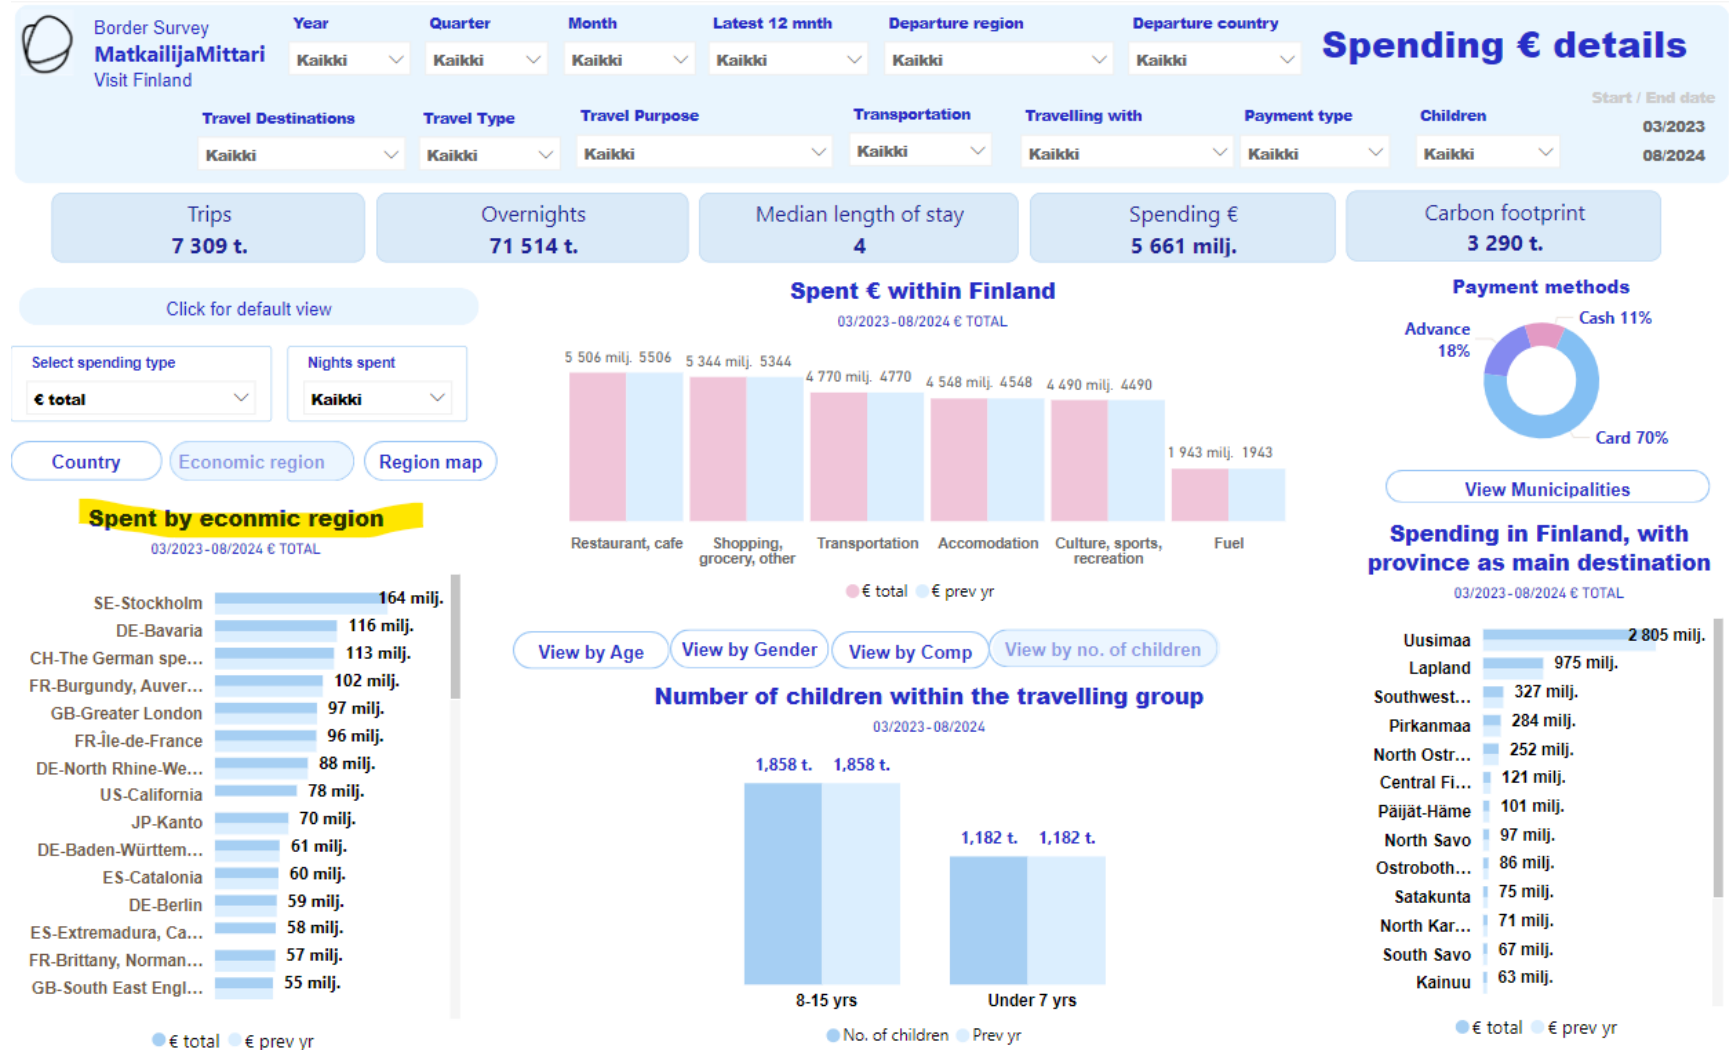 Border Survey
MatkailijaMittari
Visit Finland
Year
Kaikki
Quarter
Kaikki
Month
Kaikki
Latest 12 mnth
Kaikki
Departure region
Kaikki
Departure country
Kaikki
Spending € details
Travel Destinations
Kaikki
Travel Type
Kaikki
Travel Purpose
Kaikki
Transportation
Kaikki
Travelling with
Kaikki
Payment type
Kaikki
Children
Kaikki
Start / End date
03/2023
08/2024
Trips
7 309 t.
Overnights
71 514 t.
Median length of stay
4
Spending €
5 661 milj.
Carbon footprint
3 290 t.
Click for default view
Select spending type
€ total
Nights spent
Kaikki
Country
Economic region
Region map
Spent by econmic region
03/2023-08/2024 € TOTAL
SE-Stockholm 164 milj.
DE-Bavaria 116 milj.
CH-The German spe... 113 milj.
FR-Burgundy, Auver... 102 milj.
GB-Greater London 97 milj.
FR-Île-de-France 96 milj.
DE-North Rhine-We... 88 milj.
US-California 78 milj.
JP-Kanto 70 milj.
DE-Baden-Württem... 61 milj.
ES-Catalonia 60 milj.
DE-Berlin 59 milj.
ES-Extremadura, Ca... 58 milj.
FR-Brittany, Norman... 57 milj.
GB-South East Engl... 55 milj.
€ total € prev yr
Spent € within Finland
03/2023-08/2024 € TOTAL
5 506 milj. 5506
5 344 milj. 5344
4 770 milj. 4770
4 548 milj. 4548
4 490 milj. 4490
1 943 milj. 1943
Restaurant, cafe
Shopping,
grocery, other
Transportation
Accomodation
Culture, sports,
recreation
Fuel
€ total € prev yr
View by Age
View by Gender
View by Comp
View by no. of children
Number of children within the travelling group
03/2023-08/2024
1,858 t. 1,858 t.
1,182 t. 1,182 t.
8-15 yrs
Under 7 yrs
No. of children Prev yr
Payment methods
Cash 11%
Advance
18%
Card 70%
View Municipalities
Spending in Finland, with
province as main destination
03/2023-08/2024 € TOTAL
Uusimaa 2 805 milj.
Lapland 975 milj.
Southwest... 327 milj.
Pirkanmaa 284 milj.
North Ostr... 252 milj.
Central Fi... 121 milj.
Päijät-Häme 101 milj.
North Savo 97 milj.
Ostroboth... 86 milj.
Satakunta 75 milj.
North Kar... 71 milj.
South Savo 67 milj.
Kainuu 63 milj.
€ total € prev yr